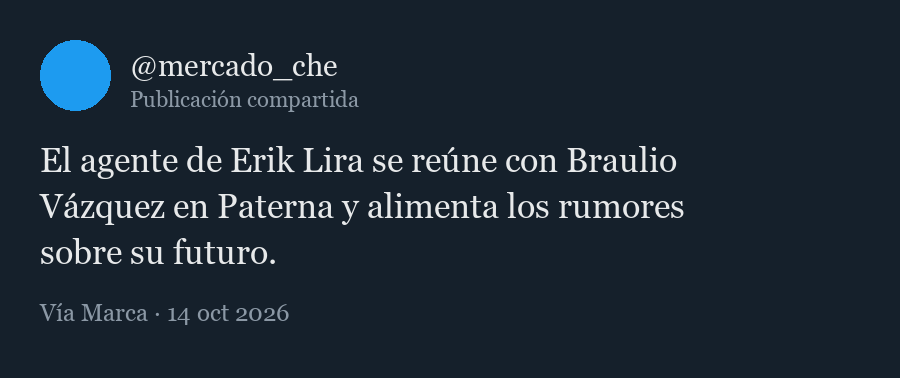 @mercado_che
Publicación compartida
El agente de Erik Lira se reúne con Braulio
Vázquez en Paterna y alimenta los rumores
sobre su futuro.
Vía Marca · 14 oct 2026